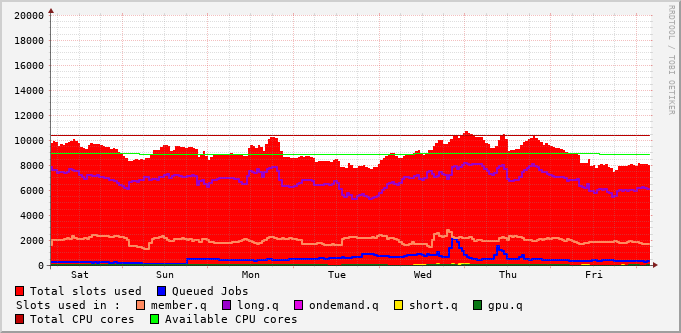 20000
18000
16000
14000
12000
10000
8000
6000
4000
2000
0
Sat Sun Mon Tue Wed Thu Fri
RRDTOOL / TOBI OETIKER
Total slots used Queued Jobs
Slots used in : member.q long.q ondemand.q short.q gpu.q
Total CPU cores Available CPU cores